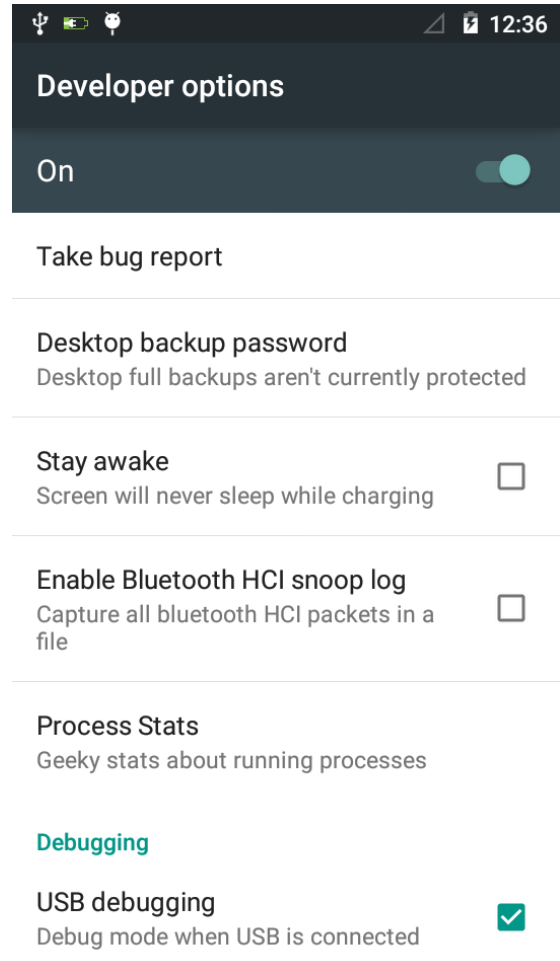 12:36
Developer options
On
Take bug report
Desktop backup password
Desktop full backups aren't currently protected
Stay awake
Screen will never sleep while charging
Enable Bluetooth HCI snoop log
Capture all bluetooth HCI packets in a
file
Process Stats
Geeky stats about running processes
Debugging
USB debugging
Debug mode when USB is connected